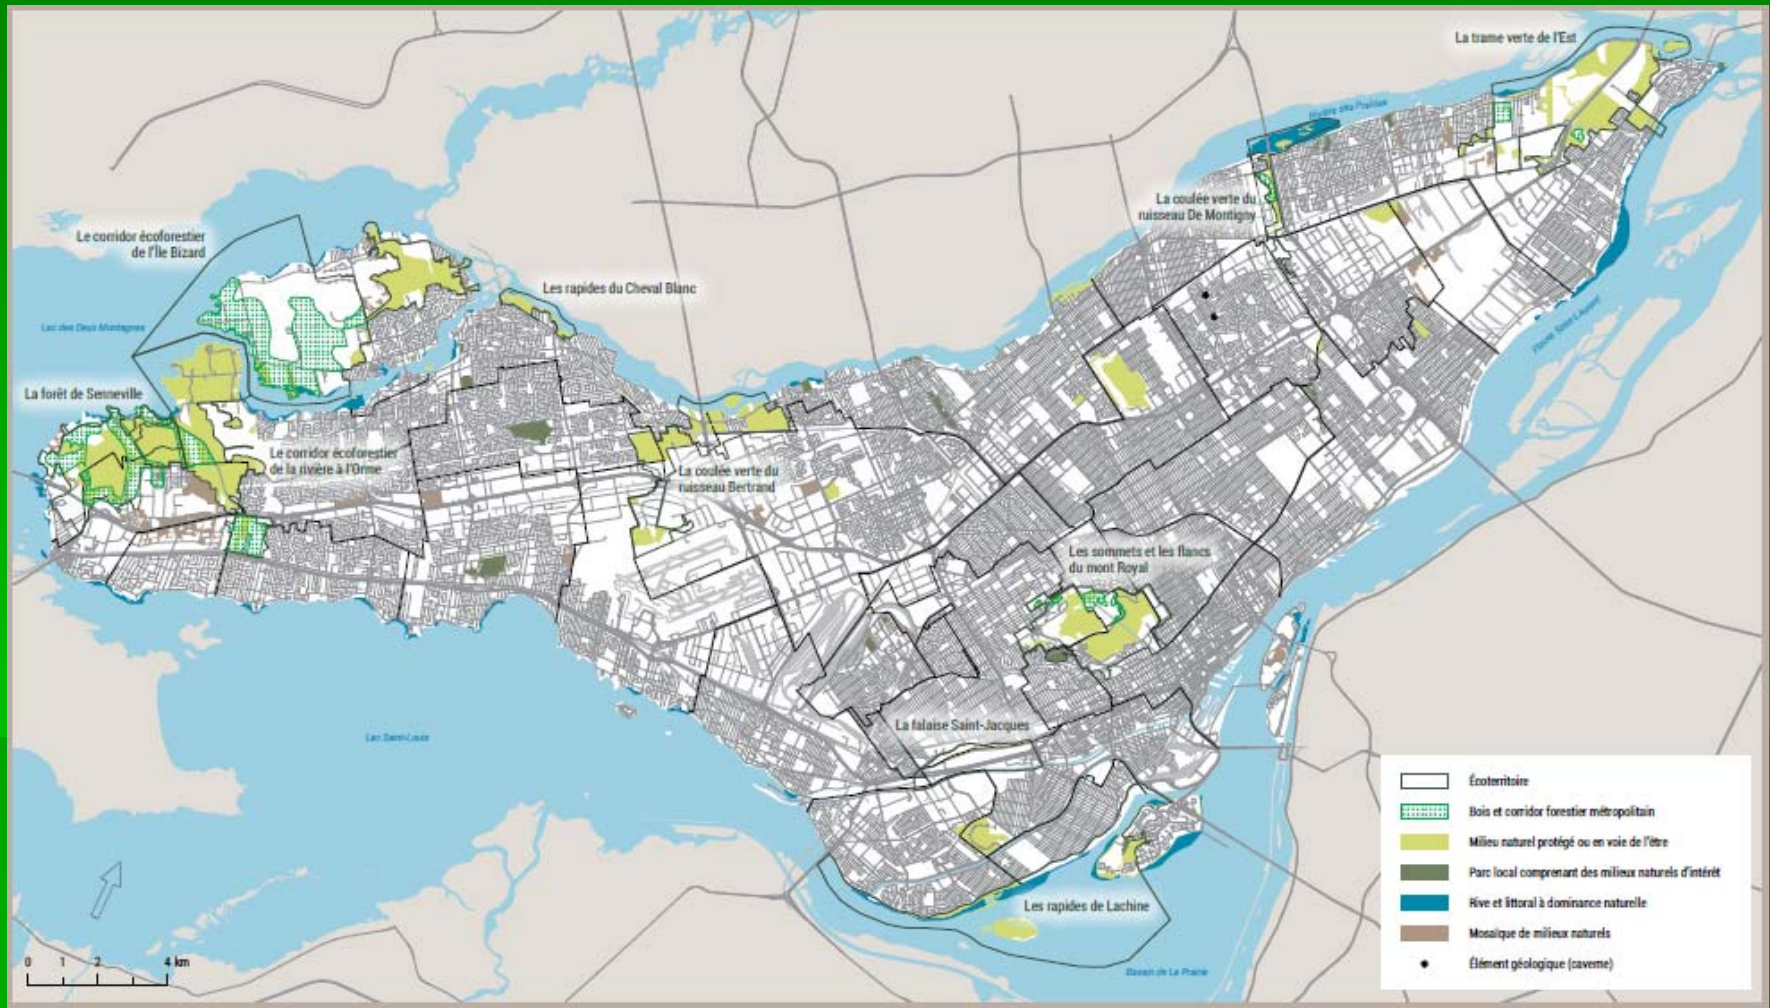 La trame verte de l'Est
Rivière des Prairies
La coulée verte du
ruisseau De Montigny
Le corridor écoforestier
de l'Île Bizard
Les rapides du Cheval Blanc
Lac des Deux Montagnes
Fleuve Saint-Laurent
La forêt de Senneville
Le corridor écoforestier
de la rivière à l'Orme
La coulée verte du
ruisseau Bertrand
Les sommets et les flancs
du mont Royal
La falaise Saint-Jacques
Lac Saint-Louis
Les rapides de Lachine
Bassin de La Prairie
0 1 2 4 km
Écoterritoire
Bois et corridor forestier métropolitain
Milieu naturel protégé ou en voie de l'être
Parc local comprenant des milieux naturels d'intérêt
Rive et littoral à dominance naturelle
Mosaïque de milieux naturels
Élément géologique (caverne)